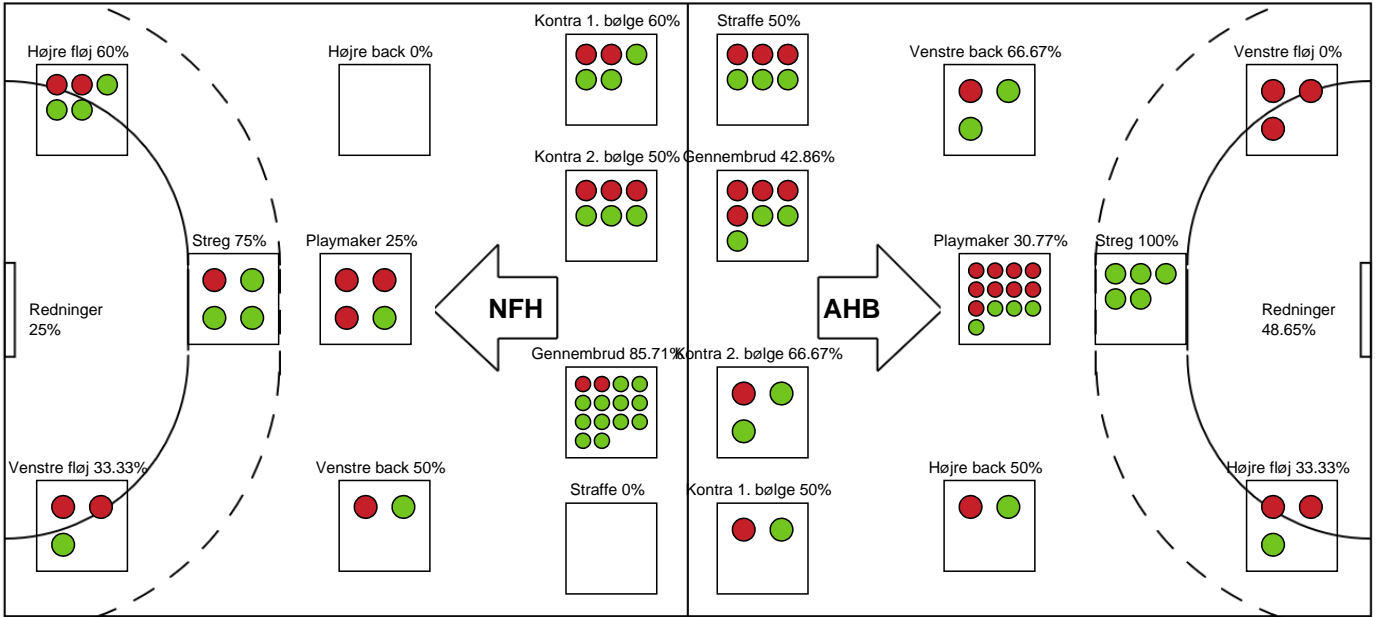 Kontra 1. bølge 60%
Straffe 50%
Højre fløj 60%
Højre back 0%
Venstre back 66.67%
Venstre fløj 0%
Kontra 2. bølge 50%
Gennembrud 42.86%
Streg 75%
Playmaker 25%
Playmaker 30.77%
Streg 100%
NFH
AHB
Redninger
25%
Redninger
48.65%
Gennembrud 85.71%
Kontra 2. bølge 66.67%
Venstre fløj 33.33%
Venstre back 50%
Straffe 0%
Kontra 1. bølge 50%
Højre back 50%
Højre fløj 33.33%